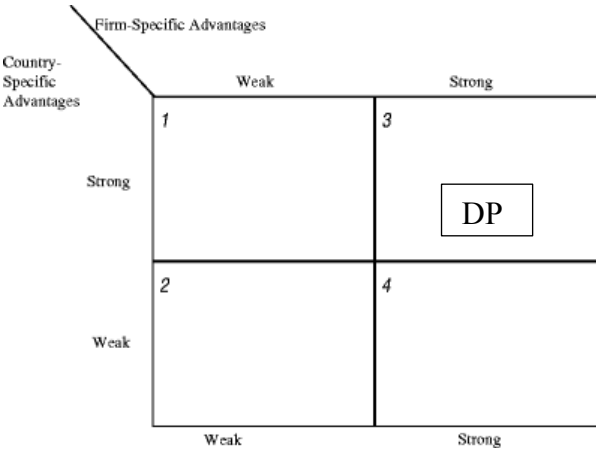 Firm-Specific Advantages
Country-
Specific
Advantages
Weak Strong
1 3
Strong
DP
2 4
Weak
Weak Strong